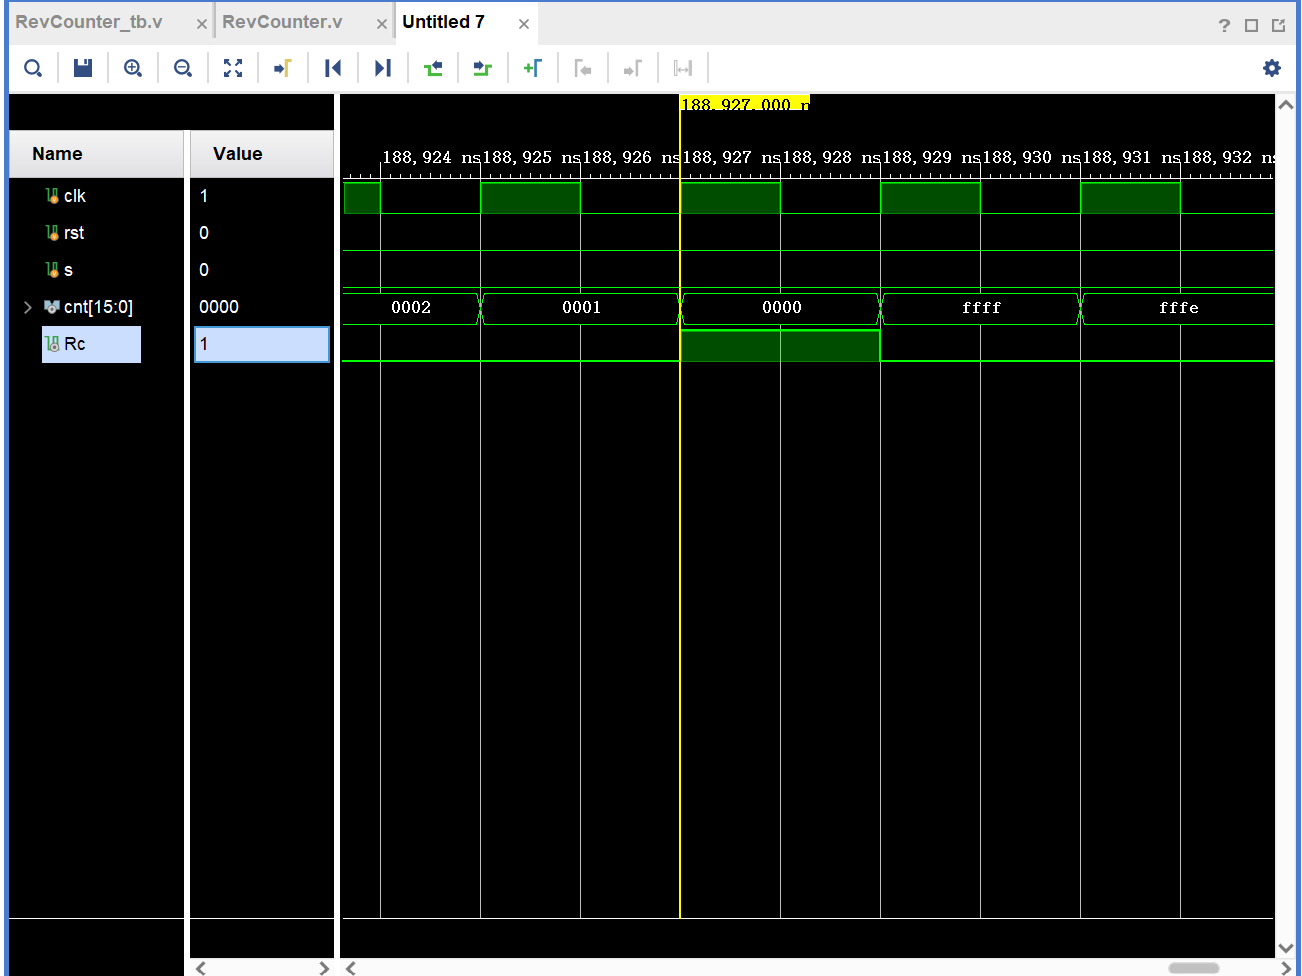 RevCounter_tb.v × RevCounter.v × Untitled 7 ×
?
188,927.000 n
Name Value
188,924 ns 188,925 ns 188,926 ns 188,927 ns 188,928 ns 188,929 ns 188,930 ns 188,931 ns 188,932 ns
clk 1
rst 0
s 0
cnt[15:0] 0000 0002 0001 0000 ffff fffe
Rc 1